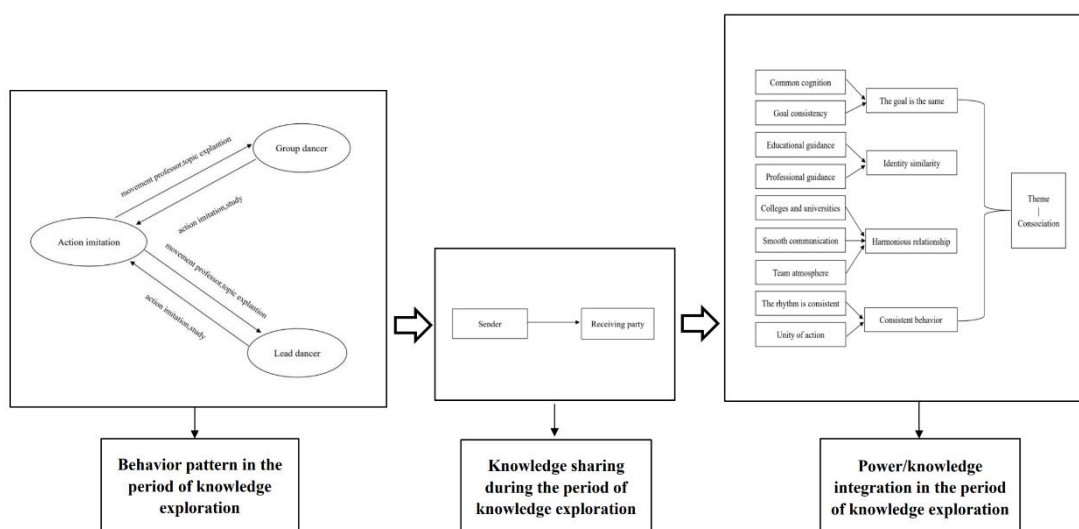 Group dancer
movement professor,topic explantion
action imitation,study
Action imitation
movement professor,topic explantion
action imitation,study
Lead dancer
Behavior pattern in the
period of knowledge
exploration
Sender
Receiving party
Knowledge sharing
during the period of
knowledge exploration
Common cognition
Goal consistency
The goal is the same
Educational guidance
Professional guidance
Identity similarity
Colleges and universities
Smooth communication
Team atmosphere
Harmonious relationship
The rhythm is consistent
Unity of action
Consistent behavior
Theme
|
Consociation
Power/knowledge
integration in the period
of knowledge exploration